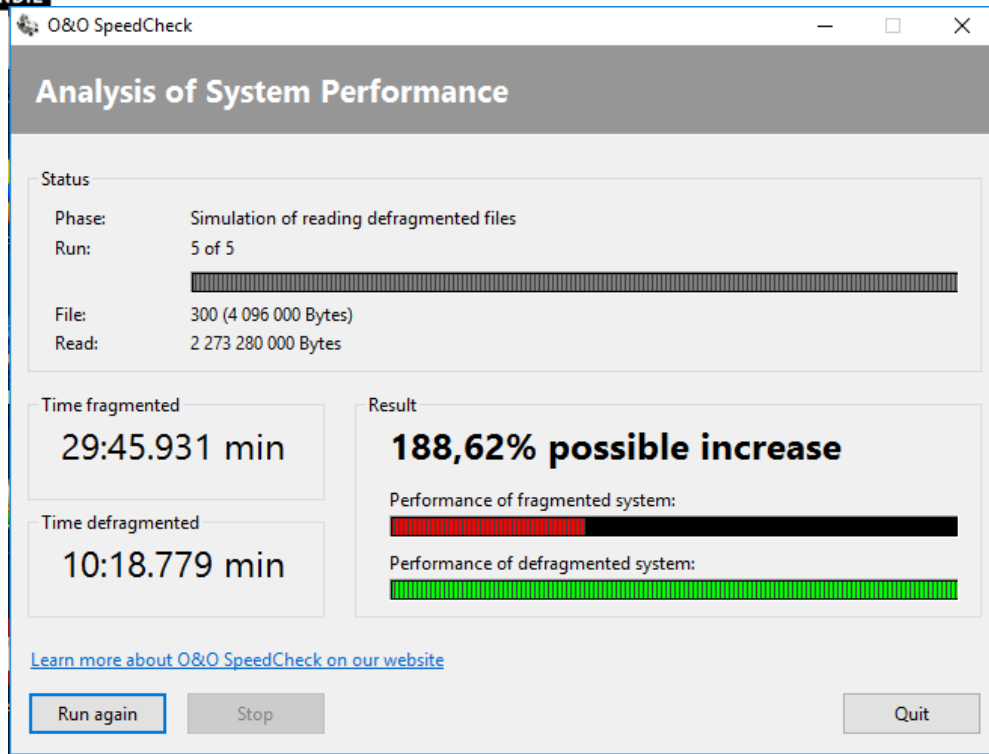 O&O SpeedCheck
Analysis of System Performance
Status
Phase: Simulation of reading defragmented files
Run: 5 of 5
File: 300 (4 096 000 Bytes)
Read: 2 273 280 000 Bytes
Time fragmented
29:45.931 min
Time defragmented
10:18.779 min
Result
188,62% possible increase
Performance of fragmented system:
Performance of defragmented system:
Learn more about O&O SpeedCheck on our website
Run again
Stop
Quit